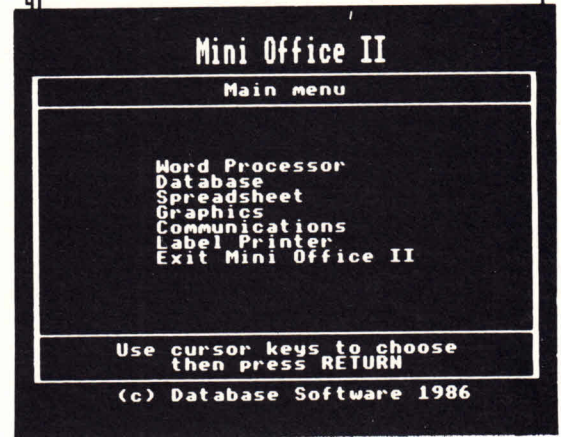 Mini Office II
Main menu
Word Processor
Database
Spreadsheet
Graphics
Communications
Label Printer
Exit Mini Office II
Use cursor keys to choose
then press RETURN
(c) Database Software 1986